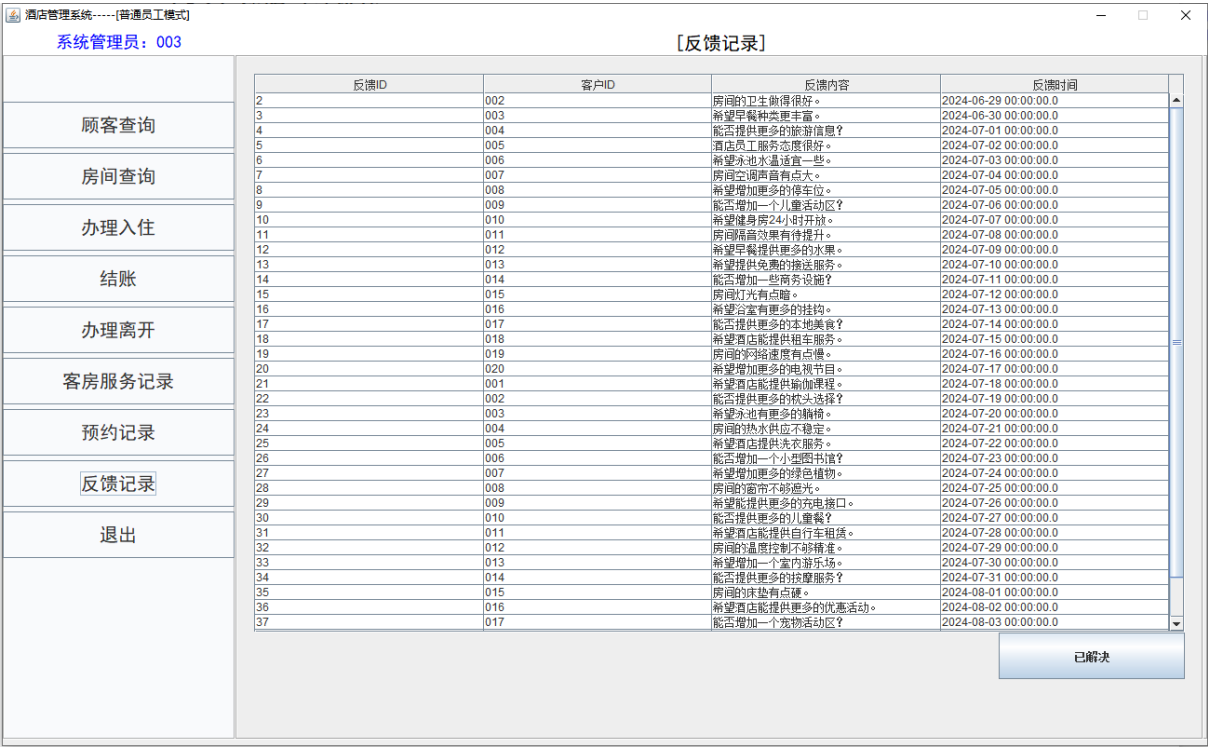 酒店管理系统-----[普通员工模式]
系统管理员：003
[反馈记录]
顾客查询
房间查询
办理入住
结账
办理离开
客房服务记录
预约记录
反馈记录
退出
反馈ID 客户ID 反馈内容 反馈时间
2 002 房间的卫生做得很好。 2024-06-29 00:00:00.0
3 003 希望早餐种类更丰富。 2024-06-30 00:00:00.0
4 004 能否提供更多的旅游信息？ 2024-07-01 00:00:00.0
5 005 酒店员工服务态度很好。 2024-07-02 00:00:00.0
6 006 希望泳池水温适宜一些。 2024-07-03 00:00:00.0
7 007 房间空调声音有点大。 2024-07-04 00:00:00.0
8 008 希望增加更多的停车位。 2024-07-05 00:00:00.0
9 009 能否增加一个儿童活动区？ 2024-07-06 00:00:00.0
10 010 希望健身房24小时开放。 2024-07-07 00:00:00.0
11 011 房间隔音效果有待提升。 2024-07-08 00:00:00.0
12 012 希望早餐提供更多的水果。 2024-07-09 00:00:00.0
13 013 希望提供免费的接送服务。 2024-07-10 00:00:00.0
14 014 能否增加一些商务设施？ 2024-07-11 00:00:00.0
15 015 房间灯光有点暗。 2024-07-12 00:00:00.0
16 016 希望浴室有更多的挂钩。 2024-07-13 00:00:00.0
17 017 能否提供更多的本地美食？ 2024-07-14 00:00:00.0
18 018 希望酒店能提供租车服务。 2024-07-15 00:00:00.0
19 019 房间的网络速度有点慢。 2024-07-16 00:00:00.0
20 020 希望增加更多的电视节目。 2024-07-17 00:00:00.0
21 001 希望酒店能提供瑜伽课程。 2024-07-18 00:00:00.0
22 002 能否提供更多的枕头选择？ 2024-07-19 00:00:00.0
23 003 希望泳池有更多的躺椅。 2024-07-20 00:00:00.0
24 004 房间的热水供应不稳定。 2024-07-21 00:00:00.0
25 005 希望酒店提供洗衣服务。 2024-07-22 00:00:00.0
26 006 能否增加一个小型图书馆？ 2024-07-23 00:00:00.0
27 007 希望增加更多的绿色植物。 2024-07-24 00:00:00.0
28 008 房间的窗帘不够遮光。 2024-07-25 00:00:00.0
29 009 希望能提供更多的充电接口。 2024-07-26 00:00:00.0
30 010 能否提供更多的儿童餐？ 2024-07-27 00:00:00.0
31 011 希望酒店能提供自行车租赁。 2024-07-28 00:00:00.0
32 012 房间的温度控制不够精准。 2024-07-29 00:00:00.0
33 013 希望增加一个室内游乐场。 2024-07-30 00:00:00.0
34 014 能否提供更多的按摩服务？ 2024-07-31 00:00:00.0
35 015 房间的床垫有点硬。 2024-08-01 00:00:00.0
36 016 希望酒店能提供更多的优惠活动。 2024-08-02 00:00:00.0
37 017 能否增加一个宠物活动区？ 2024-08-03 00:00:00.0
已解决